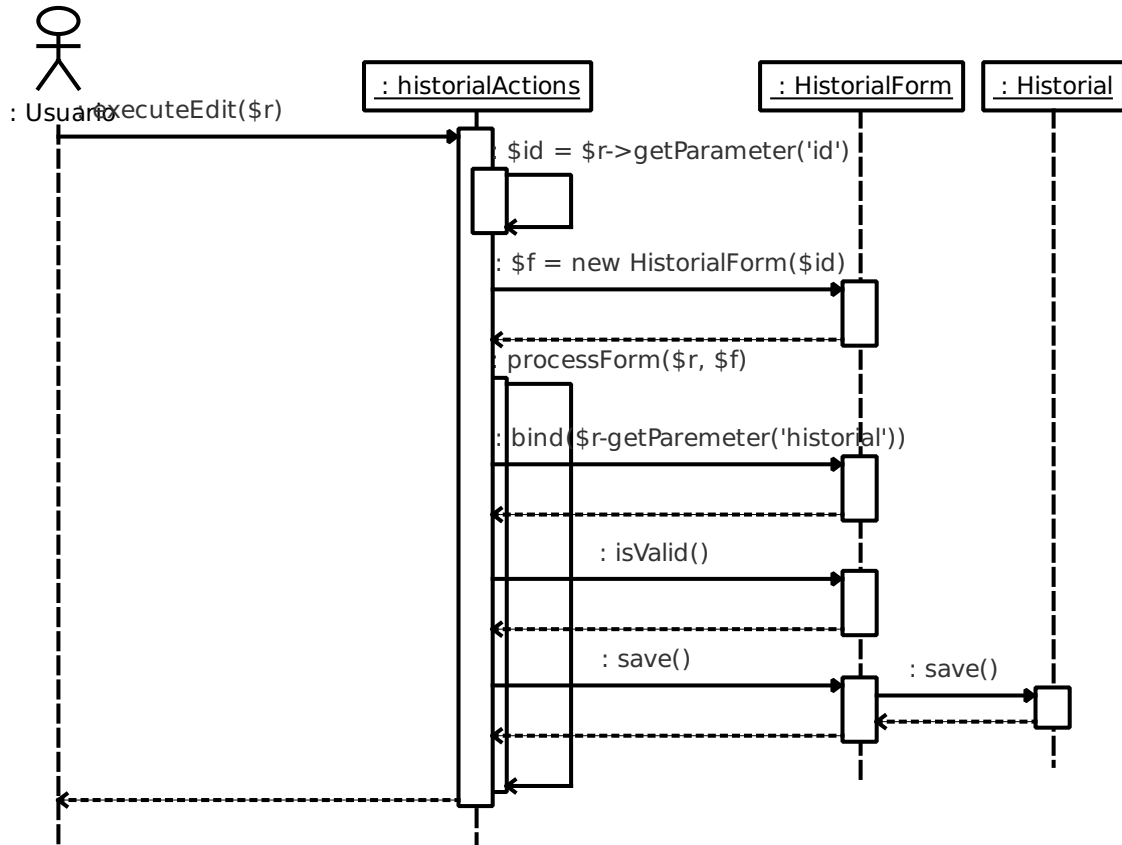 : historialActions
: HistorialForm
: Historial
: Usuario
: executeEdit($r)
: $id = $r->getParameter('id')
: $f = new HistorialForm($id)
: processForm($r, $f)
: bind($r-getParemeter('historial'))
: isValid()
: save()
: save()